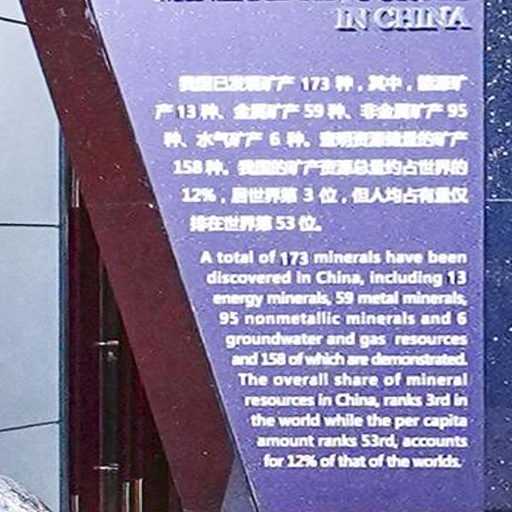 IN CHINA
我国已发现矿产 173 种，其中，能源矿
产 13 种、金属矿产 59 种、非金属矿产 95
种、水气矿产 6 种。查明资源储量的矿产
158 种。我国的矿产资源总量约占世界的
12%，居世界第 3 位，但人均占有量仅
排在世界第 53 位。
A total of 173 minerals have been
discovered in China, including 13
energy minerals, 59 metal minerals,
95 nonmetallic minerals and 6
groundwater and gas resources
and 158 of which are demonstrated.
The overall share of mineral
resources in China, ranks 3rd in
the world while the per capita
amount ranks 53rd, accounts
for 12% of that of the worlds.